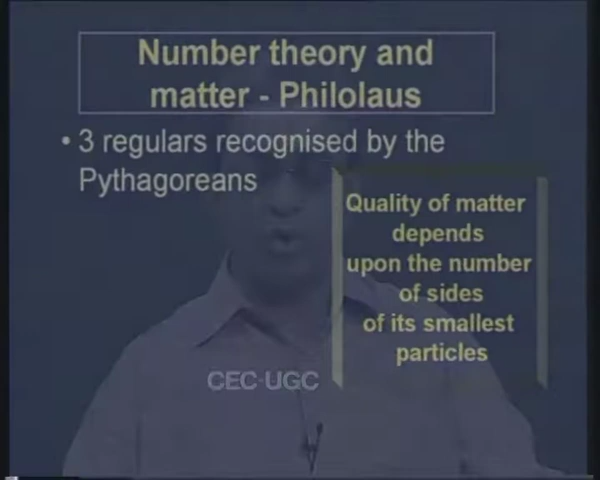 Number theory and
matter - Philolaus
• 3 regulars recognised by the
Pythagoreans
Quality of matter
depends
upon the number
of sides
of its smallest
particles
CEC-UGC